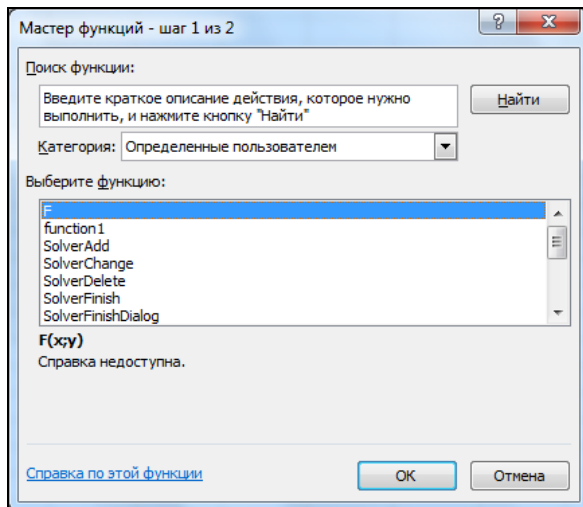 Мастер функций - шаг 1 из 2
Поиск функции:
Введите краткое описание действия, которое нужно
выполнить, и нажмите кнопку "Найти"
Найти
Категория: Определенные пользователем
Выберите функцию:
F
function1
SolverAdd
SolverChange
SolverDelete
SolverFinish
SolverFinishDialog
F(x;y)
Справка недоступна.
Справка по этой функции
ОК
Отмена